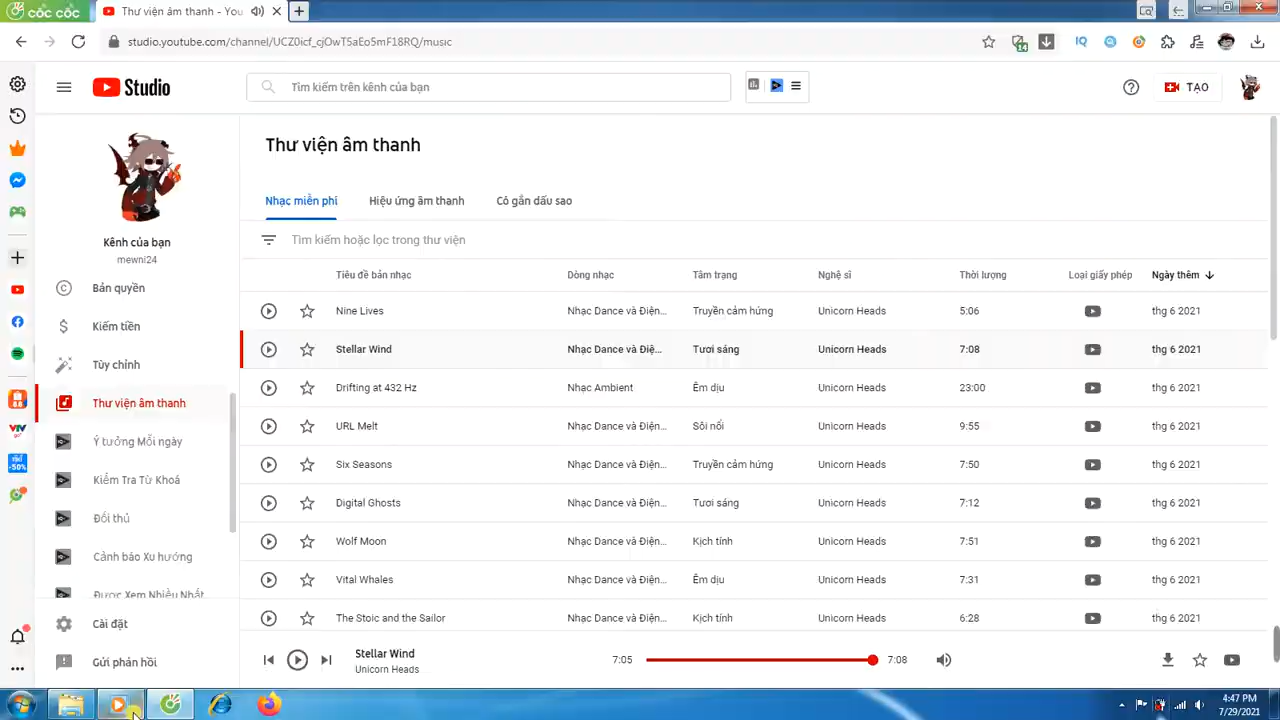 cốc cốc
Thư viện âm thanh - You
studio.youtube.com/channel/UCZ0icf_cjOwT5aEo5mF18RQ/music
Studio
Tìm kiếm trên kênh của bạn
TẠO
Thư viện âm thanh
Nhạc miễn phí
Hiệu ứng âm thanh
Có gắn dấu sao
Tìm kiếm hoặc lọc trong thư viện
Kênh của bạn
mewni24
Bản quyền
Kiếm tiền
Tùy chỉnh
Thư viện âm thanh
Ý tưởng Mỗi ngày
Kiểm Tra Từ Khoá
Đối thủ
Cảnh báo Xu hướng
Được Xem Nhiều Nhất
Cài đặt
Gửi phản hồi
Tiêu đề bản nhạc Dòng nhạc Tâm trạng Nghệ sĩ Thời lượng Loại giấy phép Ngày thêm
Nine Lives Nhạc Dance và Điện... Truyền cảm hứng Unicorn Heads 5:06 thg 6 2021
Stellar Wind Nhạc Dance và Điệ... Tươi sáng Unicorn Heads 7:08 thg 6 2021
Drifting at 432 Hz Nhạc Ambient Êm dịu Unicorn Heads 23:00 thg 6 2021
URL Melt Nhạc Dance và Điện... Sôi nổi Unicorn Heads 9:55 thg 6 2021
Six Seasons Nhạc Dance và Điện... Truyền cảm hứng Unicorn Heads 7:50 thg 6 2021
Digital Ghosts Nhạc Dance và Điện... Tươi sáng Unicorn Heads 7:12 thg 6 2021
Wolf Moon Nhạc Dance và Điện... Kịch tính Unicorn Heads 7:51 thg 6 2021
Vital Whales Nhạc Dance và Điện... Êm dịu Unicorn Heads 7:31 thg 6 2021
The Stoic and the Sailor Nhạc Dance và Điện... Kịch tính Unicorn Heads 6:28 thg 6 2021
Stellar Wind
Unicorn Heads
7:05
7:08
IQ
VTV
-50%
4:47 PM
7/29/2021